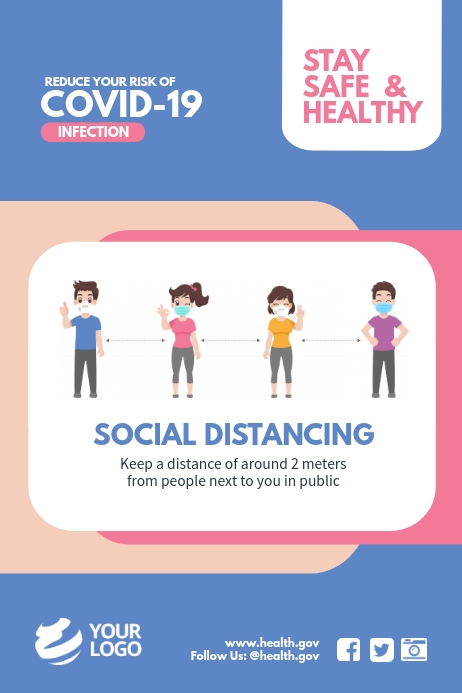 REDUCE YOUR RISK OF
COVID-19
INFECTION
STAY
SAFE &
HEALTHY
SOCIAL DISTANCING
Keep a distance of around 2 meters
from people next to you in public
YOUR
LOGO
www.health.gov
Follow Us: @health.gov